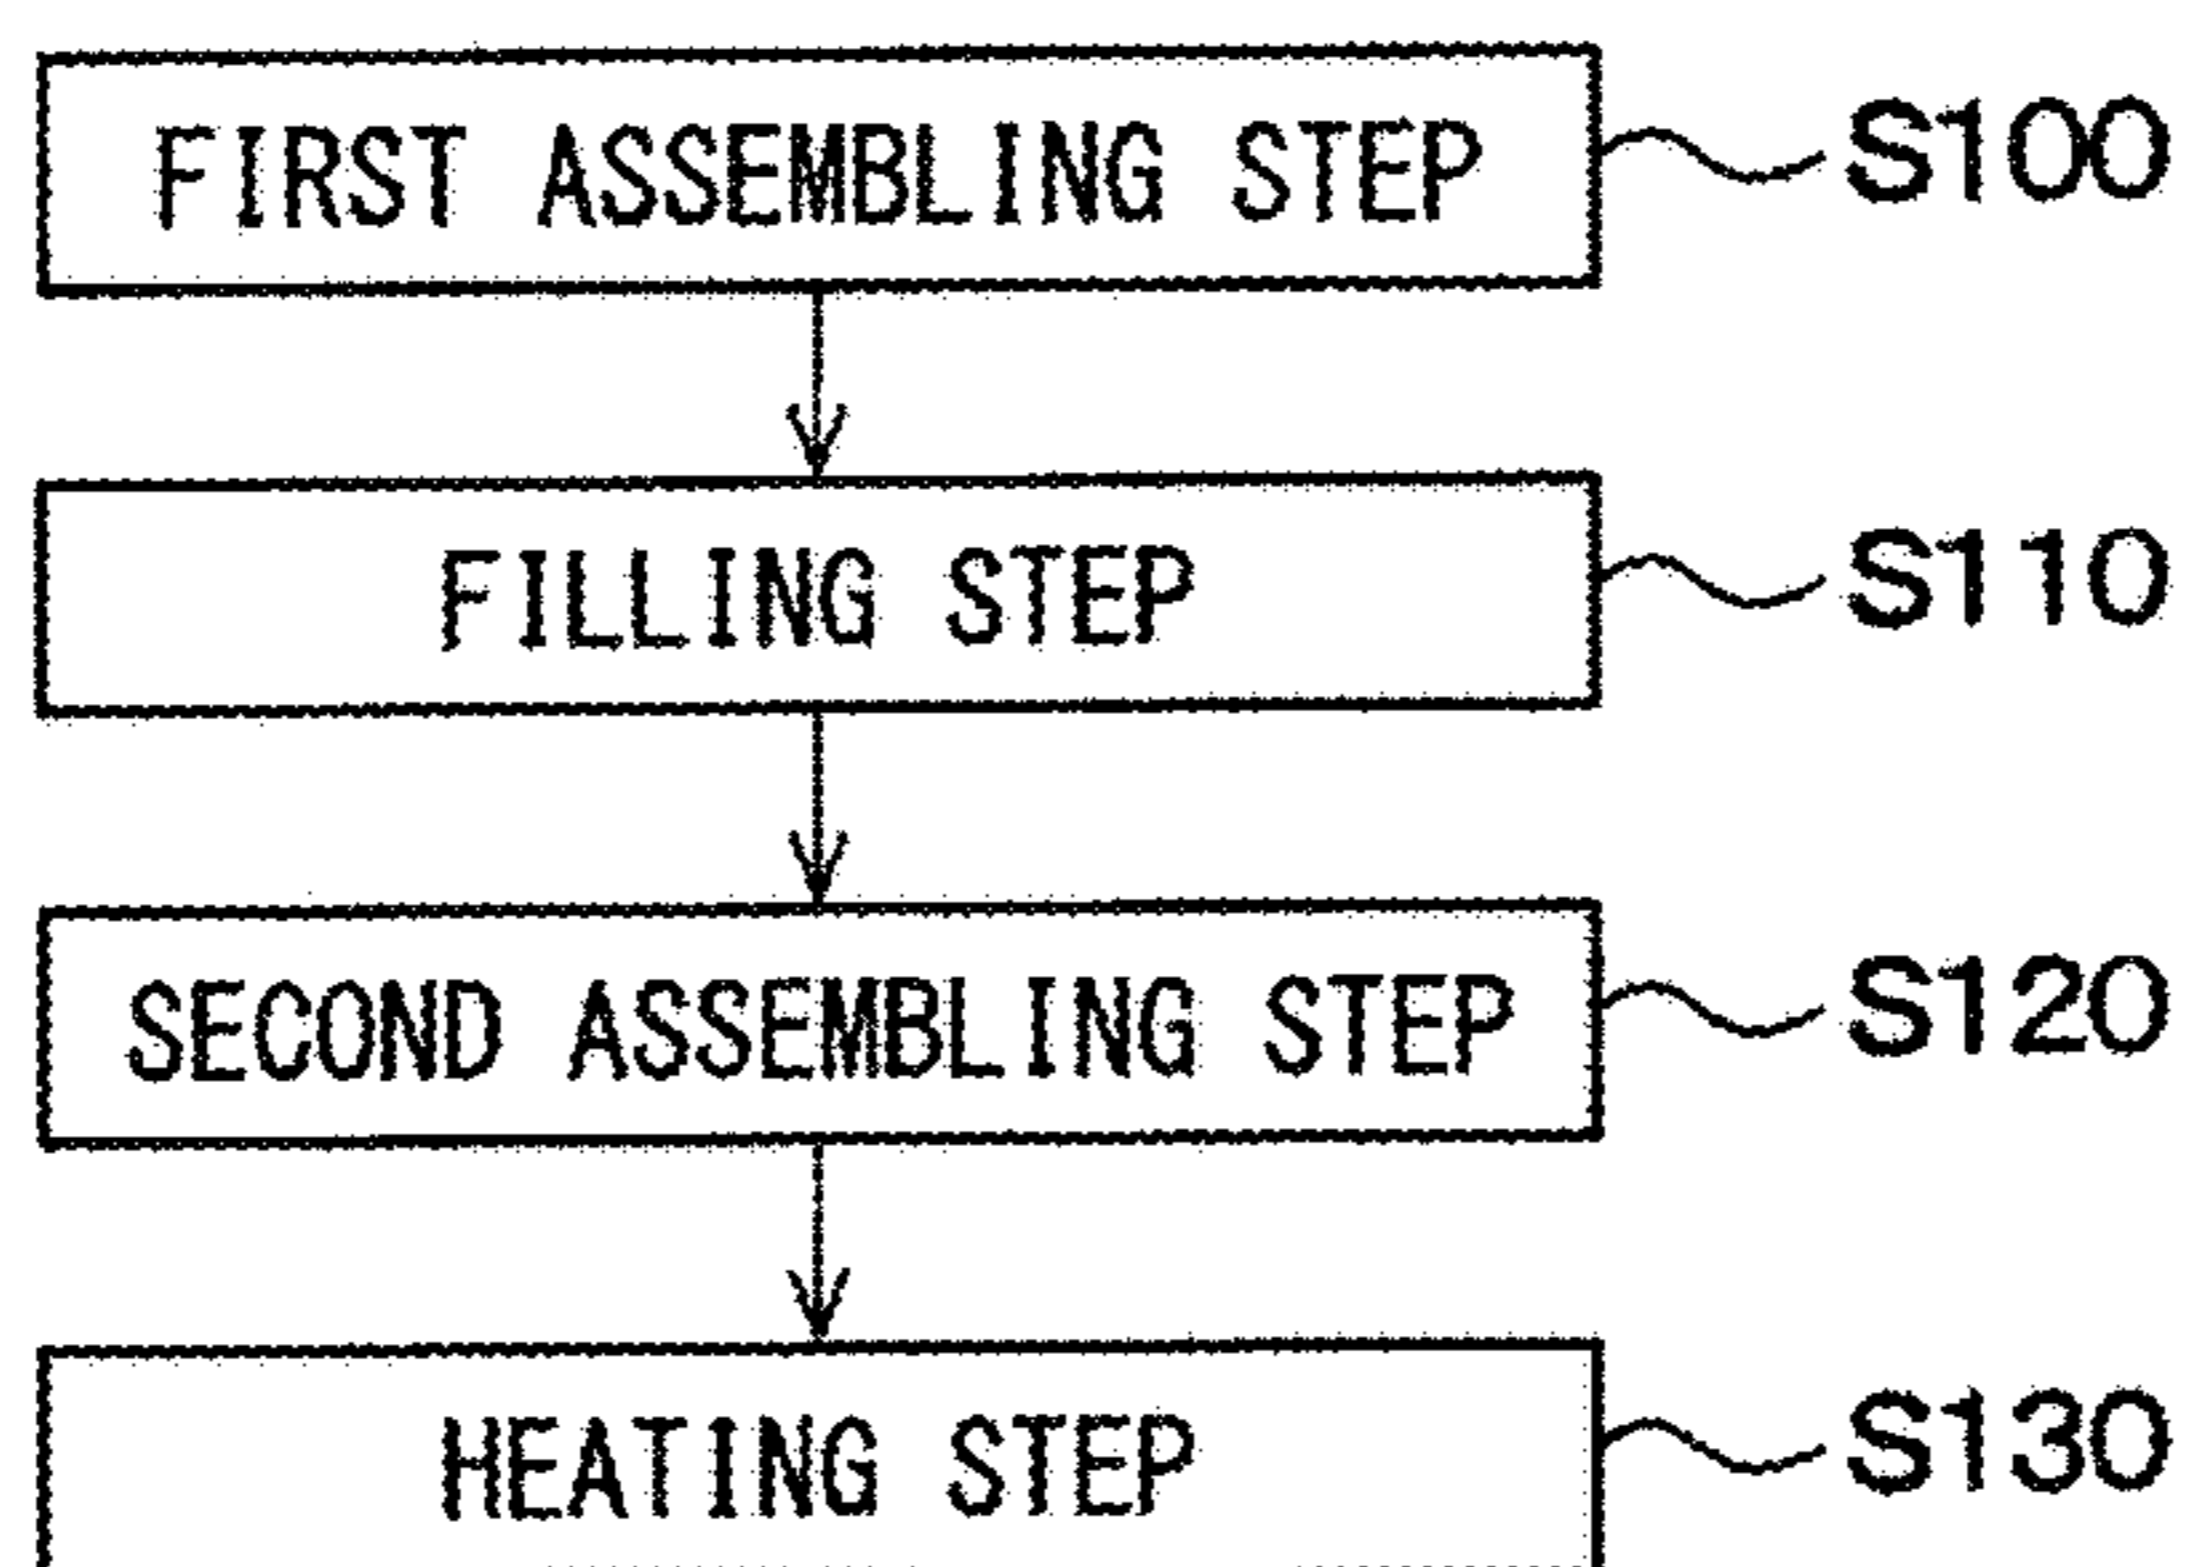 FIRST ASSEMBLING STEP S100
FILLING STEP S110
SECOND ASSEMBLING STEP S120
HEATING STEP S130